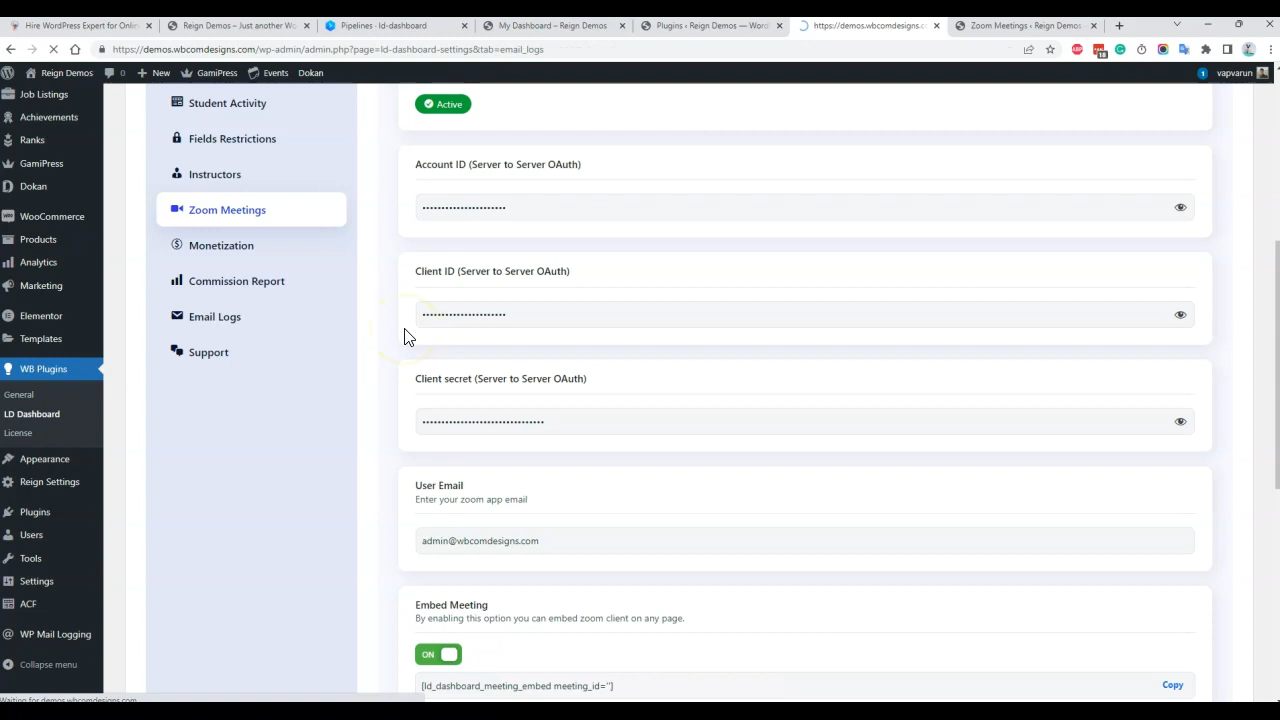 Hire WordPress Expert for Onlin
Reign Demos – Just another Wo
Pipelines · ld-dashboard
My Dashboard – Reign Demos
Plugins ‹ Reign Demos — Word
https://demos.wbcomdesigns.c
Zoom Meetings ‹ Reign Demos
https://demos.wbcomdesigns.com/wp-admin/admin.php?page=ld-dashboard-settings&tab=email_logs
ABP
18
Reign Demos
0
New
GamiPress
Events
Dokan
1
vapvarun
Job Listings
Achievements
Ranks
GamiPress
Dokan
WooCommerce
Products
Analytics
Marketing
Elementor
Templates
WB Plugins
General
LD Dashboard
License
Appearance
Reign Settings
Plugins
Users
Tools
Settings
ACF
WP Mail Logging
Collapse menu
Waiting for demos.wbcomdesigns.com...
Student Activity
Fields Restrictions
Instructors
Zoom Meetings
Monetization
Commission Report
Email Logs
Support
Active
Account ID (Server to Server OAuth)
••••••••••••••••••••••
Client ID (Server to Server OAuth)
••••••••••••••••••••••
Client secret (Server to Server OAuth)
••••••••••••••••••••••••••••••••
User Email
Enter your zoom app email
admin@wbcomdesigns.com
Embed Meeting
By enabling this option you can embed zoom client on any page.
ON
[ld_dashboard_meeting_embed meeting_id='']
Copy